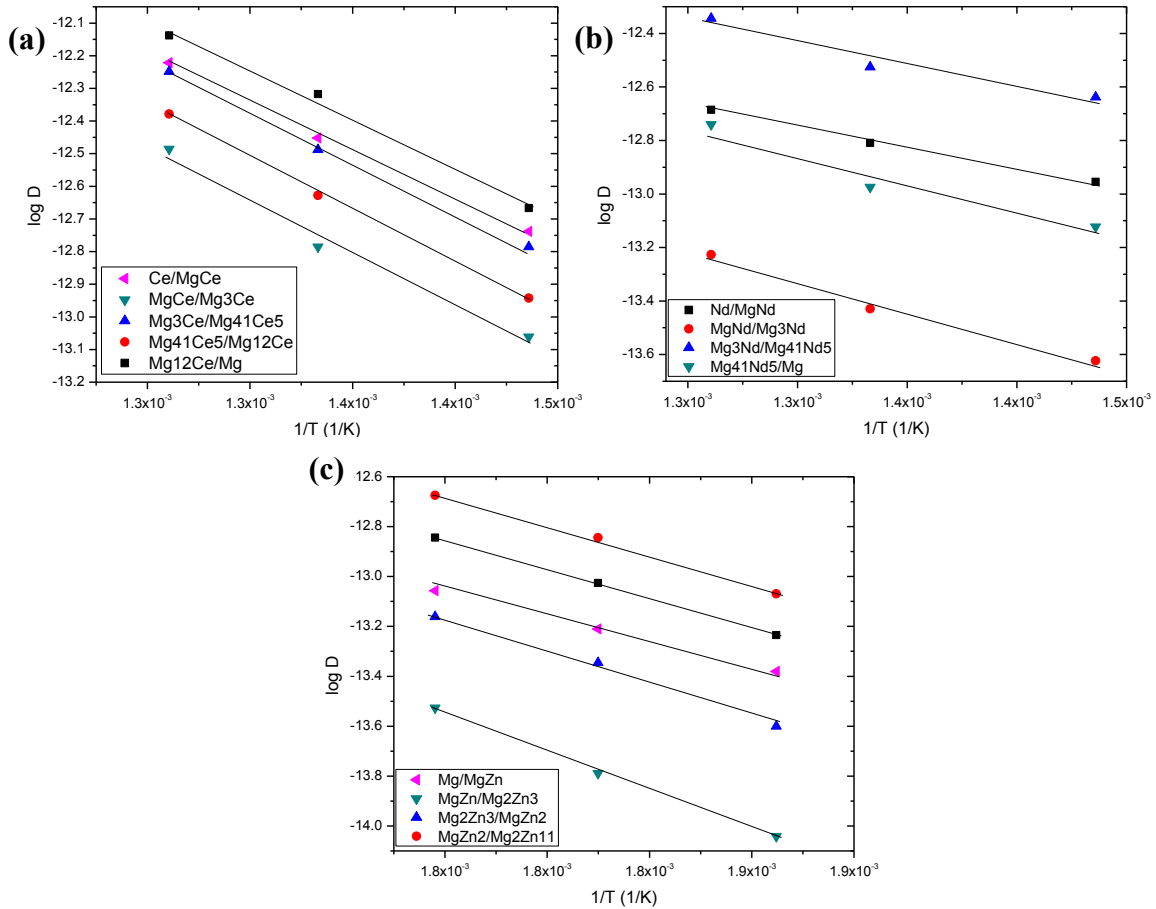 (a)
-12.1
-12.2
-12.3
-12.4
-12.5
-12.6
-12.7
-12.8
-12.9
-13.0
-13.1
-13.2
log D
Ce/MgCe
MgCe/Mg3Ce
Mg3Ce/Mg41Ce5
Mg41Ce5/Mg12Ce
Mg12Ce/Mg
1.3x10⁻³ 1.3x10⁻³ 1.4x10⁻³ 1.4x10⁻³ 1.5x10⁻³
1/T (1/K)
(b)
-12.4
-12.6
-12.8
-13.0
-13.2
-13.4
-13.6
log D
Nd/MgNd
MgNd/Mg3Nd
Mg3Nd/Mg41Nd5
Mg41Nd5/Mg
1.3x10⁻³ 1.3x10⁻³ 1.4x10⁻³ 1.4x10⁻³ 1.5x10⁻³
1/T (1/K)
(c)
-12.6
-12.8
-13.0
-13.2
-13.4
-13.6
-13.8
-14.0
log D
Mg/MgZn
MgZn/Mg2Zn3
Mg2Zn3/MgZn2
MgZn2/Mg2Zn11
1.8x10⁻³ 1.8x10⁻³ 1.8x10⁻³ 1.9x10⁻³ 1.9x10⁻³
1/T (1/K)